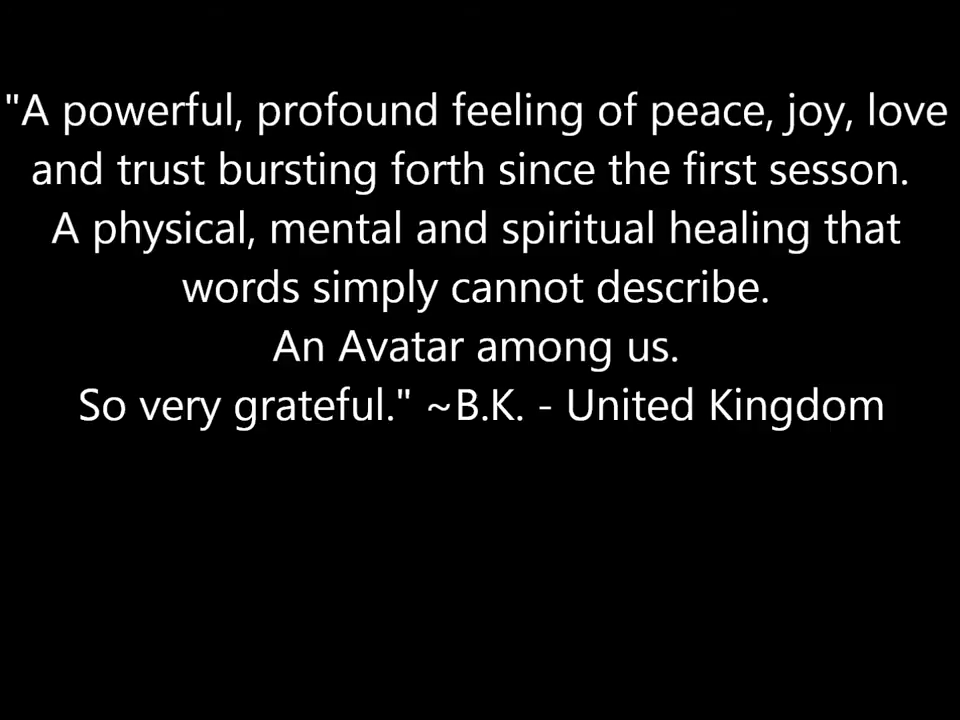 "A powerful, profound feeling of peace, joy, love
and trust bursting forth since the first sesson.
A physical, mental and spiritual healing that
words simply cannot describe.
An Avatar among us.
So very grateful." ~B.K. - United Kingdom